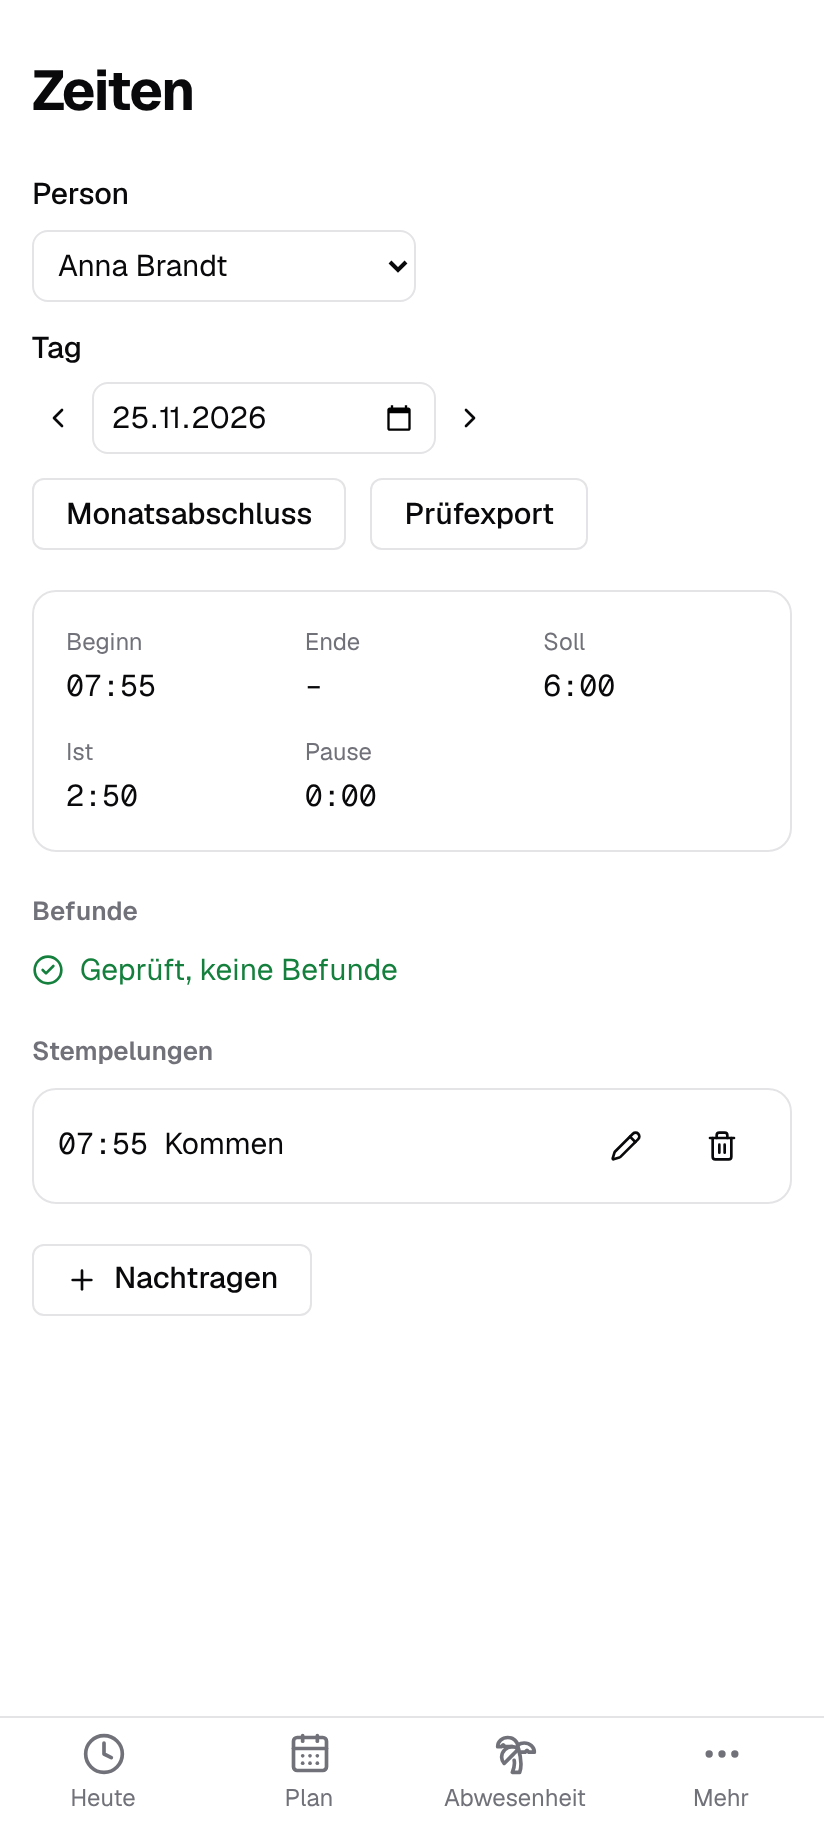 Zeiten
Person
Anna Brandt
Tag
25.11.2026
Monatsabschluss Prüfexport
Beginn Ende Soll
07:55 – 6:00
Ist Pause
2:50 0:00
Befunde
Geprüft, keine Befunde
Stempelungen
07:55 Kommen
+ Nachtragen
Heute Plan Abwesenheit Mehr